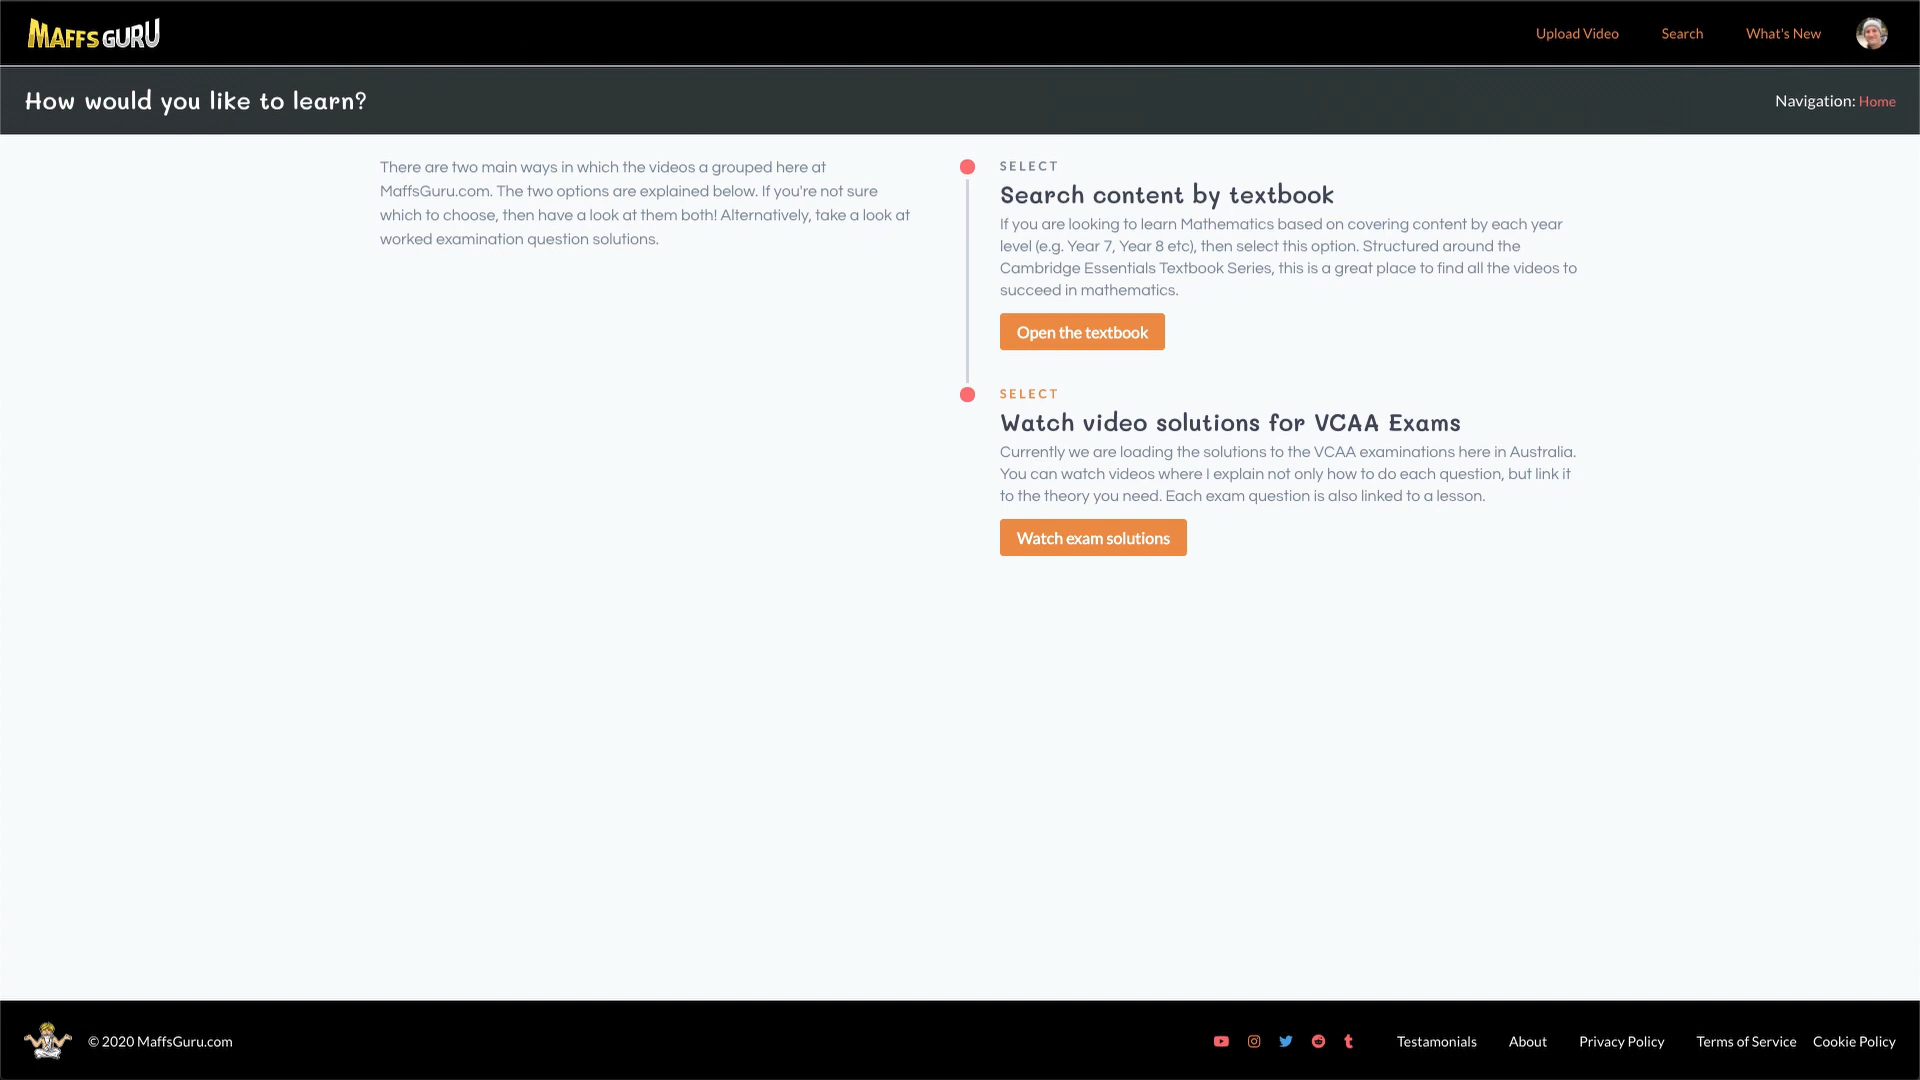 MAFFS GURU
Upload Video
Search
What's New
How would you like to learn?
Navigation: Home
There are two main ways in which the videos a grouped here at
MaffsGuru.com. The two options are explained below. If you're not sure
which to choose, then have a look at them both! Alternatively, take a look at
worked examination question solutions.
SELECT
Search content by textbook
If you are looking to learn Mathematics based on covering content by each year
level (e.g. Year 7, Year 8 etc), then select this option. Structured around the
Cambridge Essentials Textbook Series, this is a great place to find all the videos to
succeed in mathematics.
Open the textbook
SELECT
Watch video solutions for VCAA Exams
Currently we are loading the solutions to the VCAA examinations here in Australia.
You can watch videos where I explain not only how to do each question, but link it
to the theory you need. Each exam question is also linked to a lesson.
Watch exam solutions
© 2020 MaffsGuru.com
Testamonials
About
Privacy Policy
Terms of Service
Cookie Policy